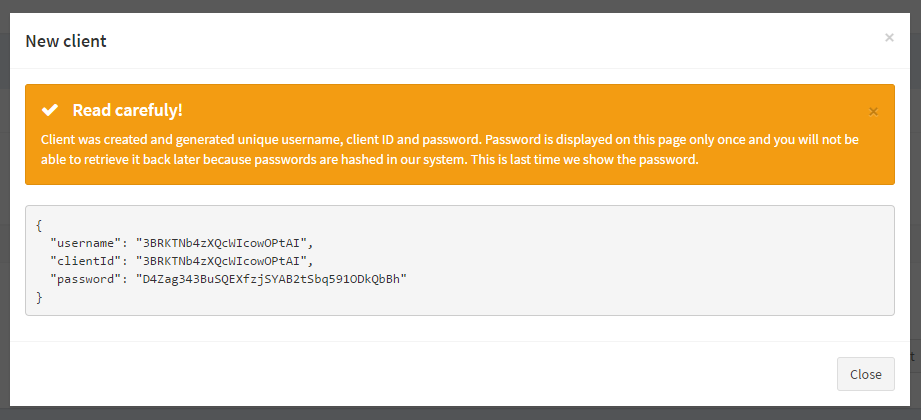 New client
×
Read carefuly!
×
Client was created and generated unique username, client ID and password. Password is displayed on this page only once and you will not be
able to retrieve it back later because passwords are hashed in our system. This is last time we show the password.
{
"username": "3BRKTNb4zXQcWIcowOPtAI",
"clientId": "3BRKTNb4zXQcWIcowOPtAI",
"password": "D4Zag343BuSQEXfzjSYAB2tSbq591ODkQbBh"
}
t
Close